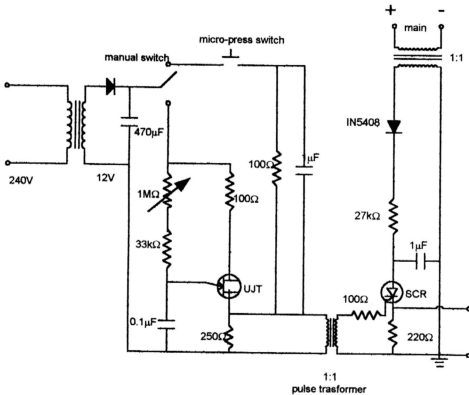 + -
main
micro-press switch
manual switch
1:1
IN5408
470μF
100Ω
1μF
240V
12V
1MΩ
100Ω
27kΩ
33kΩ
1μF
UJT
100Ω
SCR
0.1μF
250Ω
220Ω
1:1
pulse trasformer